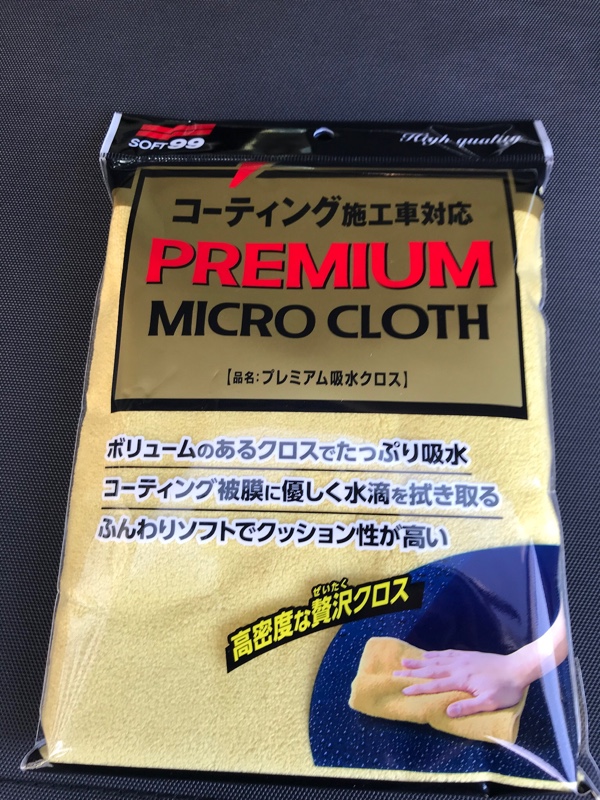 SOFT99
High quality
コーティング施工車対応
PREMIUM
MICRO CLOTH
【品名:プレミアム吸水クロス】
ボリュームのあるクロスでたっぷり吸水
コーティング被膜に優しく水滴を拭き取る
ふんわりソフトでクッション性が高い
ぜいたく
高密度な贅沢クロス